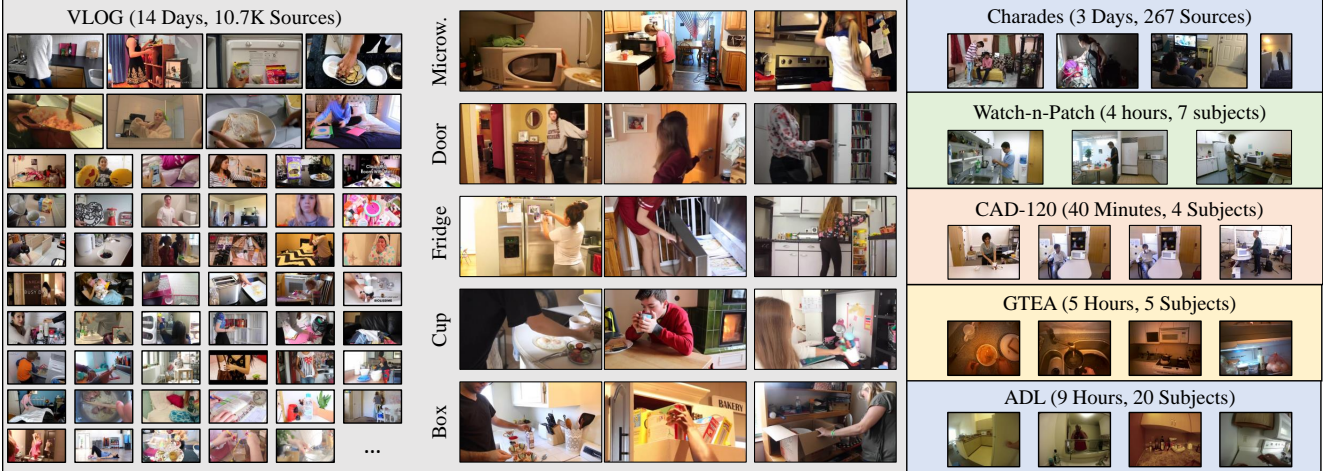 VLOG (14 Days, 10.7K Sources)
...
Microw.
Door
Fridge
Cup
Box
BAKERY
Charades (3 Days, 267 Sources)
Watch-n-Patch (4 hours, 7 subjects)
CAD-120 (40 Minutes, 4 Subjects)
GTEA (5 Hours, 5 Subjects)
ADL (9 Hours, 20 Subjects)